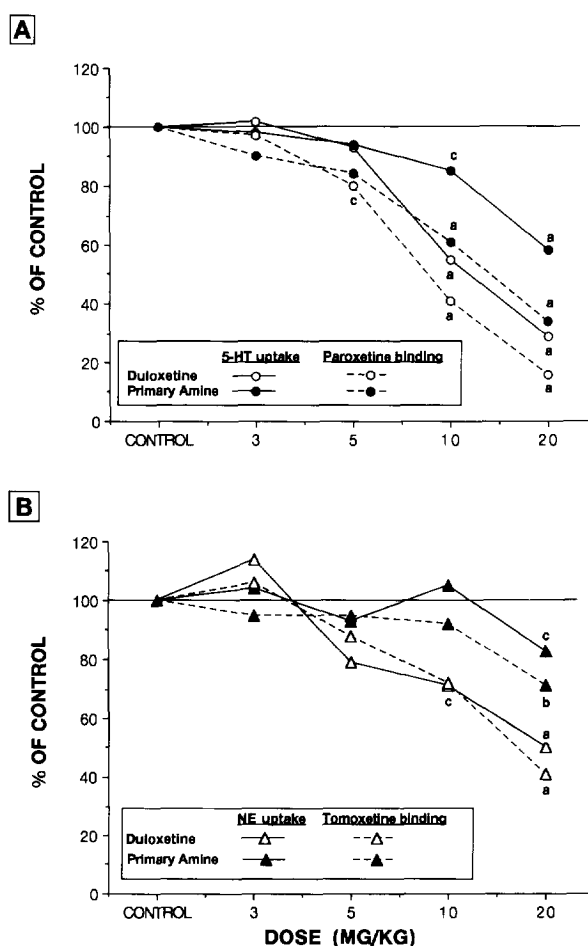 A
120
100
80
60
40
20
0
% OF CONTROL
c
c
a
a
a
a
a
a
a
5-HT uptake Paroxetine binding
Duloxetine
Primary Amine
CONTROL 3 5 10 20
B
120
100
80
60
40
20
0
% OF CONTROL
c
c
b
a
a
NE uptake Tomoxetine binding
Duloxetine
Primary Amine
CONTROL 3 5 10 20
DOSE (MG/KG)